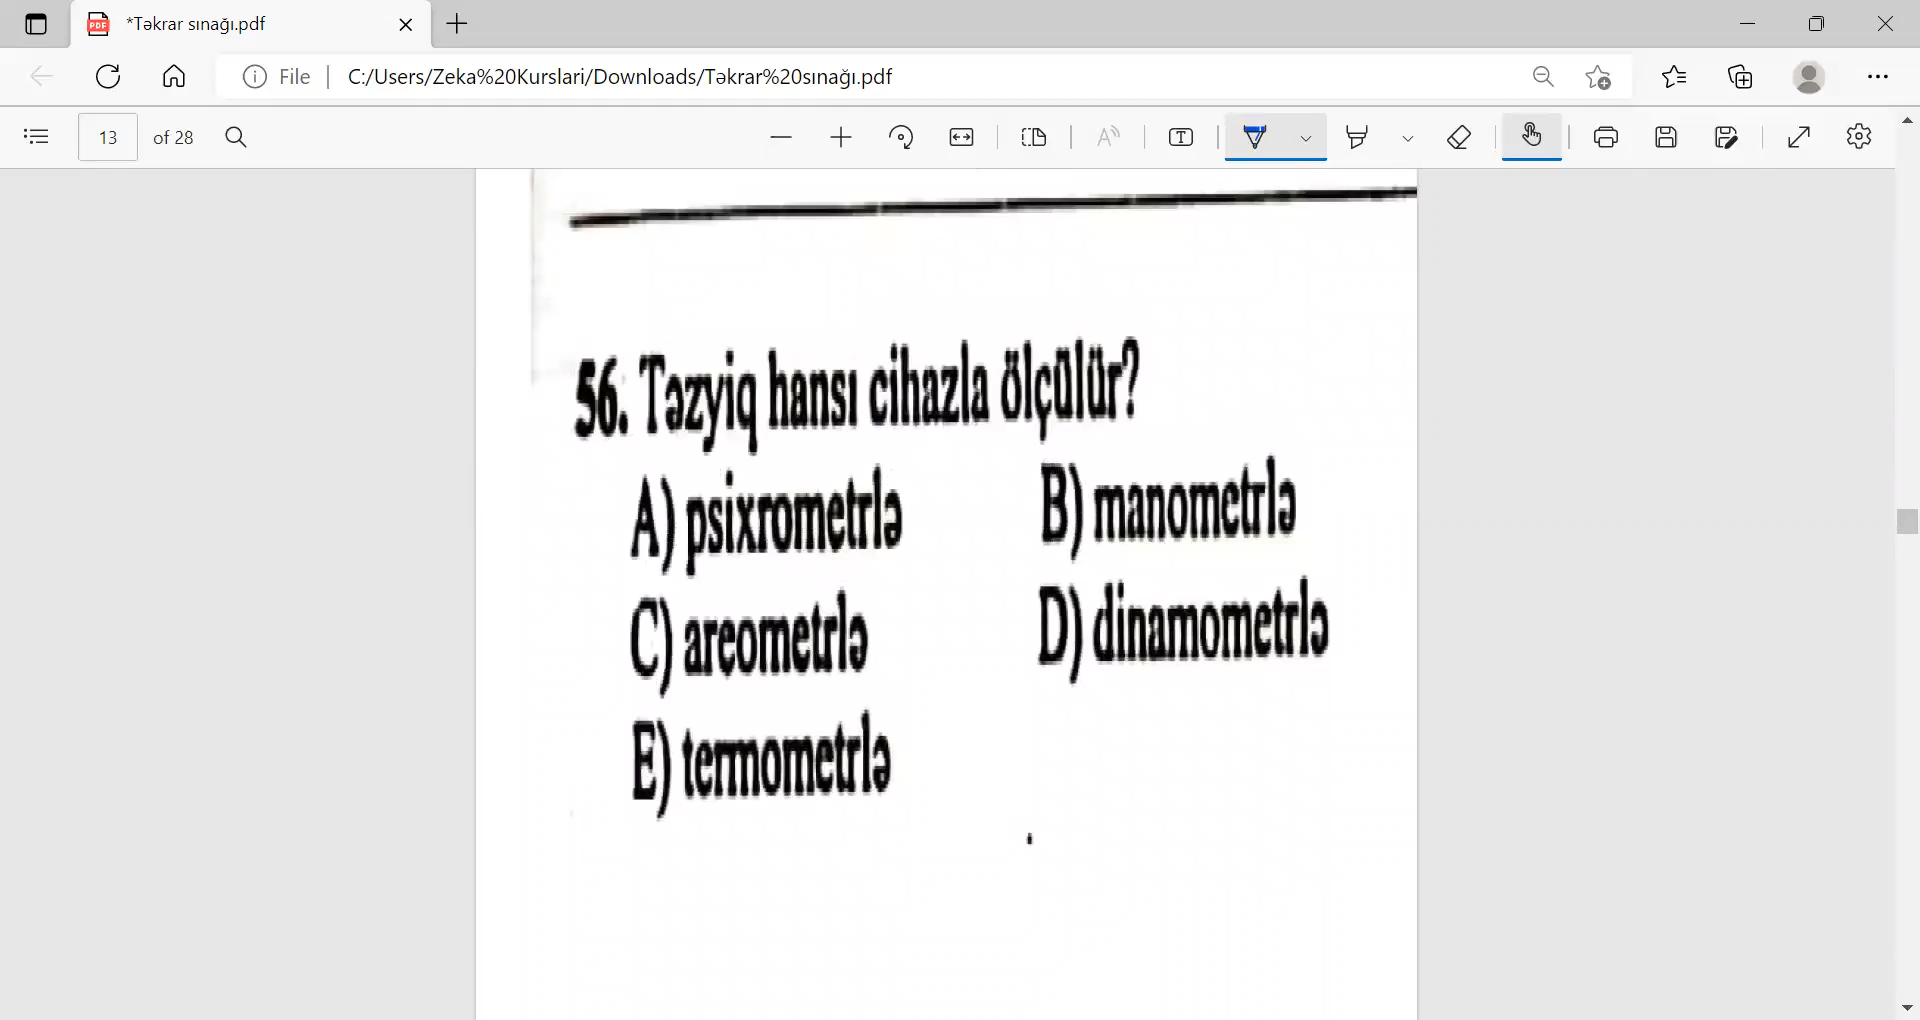 *Təkrar sınağı.pdf
File | C:/Users/Zeka%20Kurslari/Downloads/Təkrar%20sınağı.pdf
13 of 28
56. Təzyiq hansı cihazla ölçülür?
A) psixrometrlə B) manometrlə
C) areometrlə D) dinamometrlə
E) termometrlə